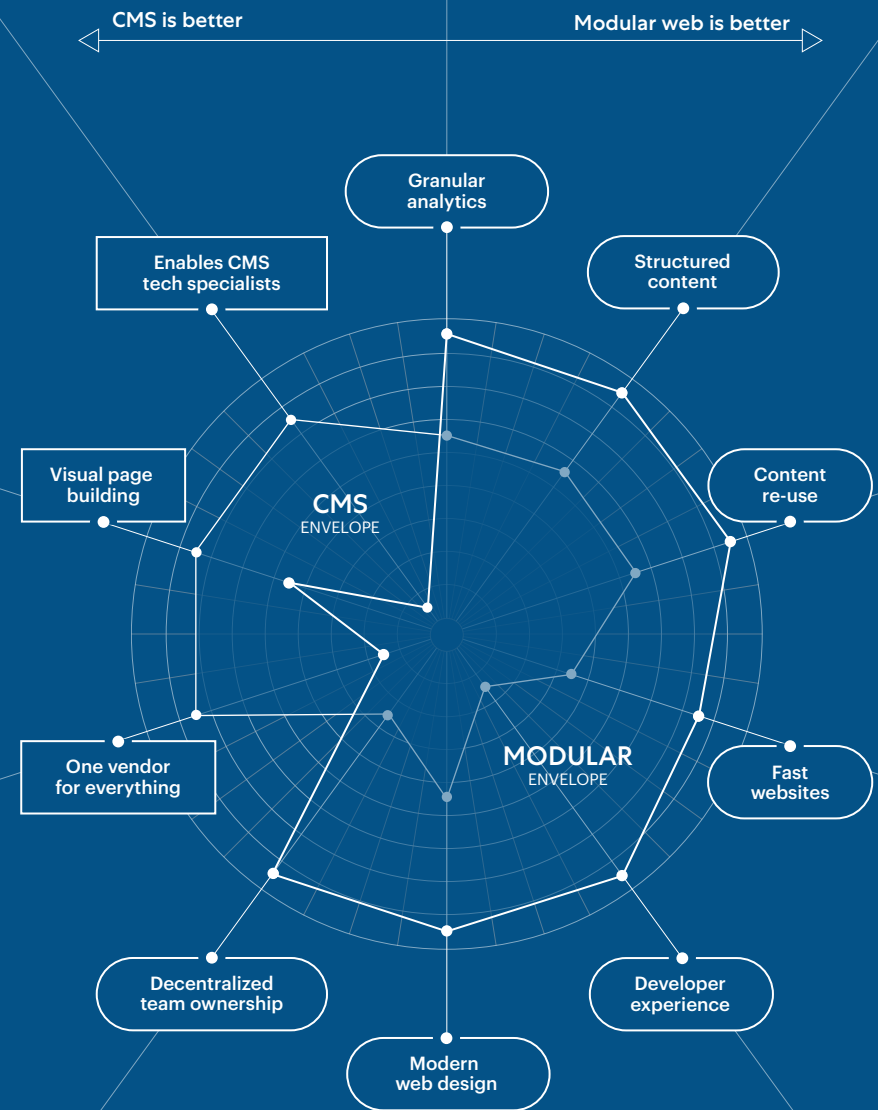 CMS is better
Modular web is better
Granular
analytics
Enables CMS
tech specialists
Structured
content
Visual page
building
Content
re-use
CMS
ENVELOPE
MODULAR
ENVELOPE
One vendor
for everything
Fast
websites
Decentralized
team ownership
Developer
experience
Modern
web design